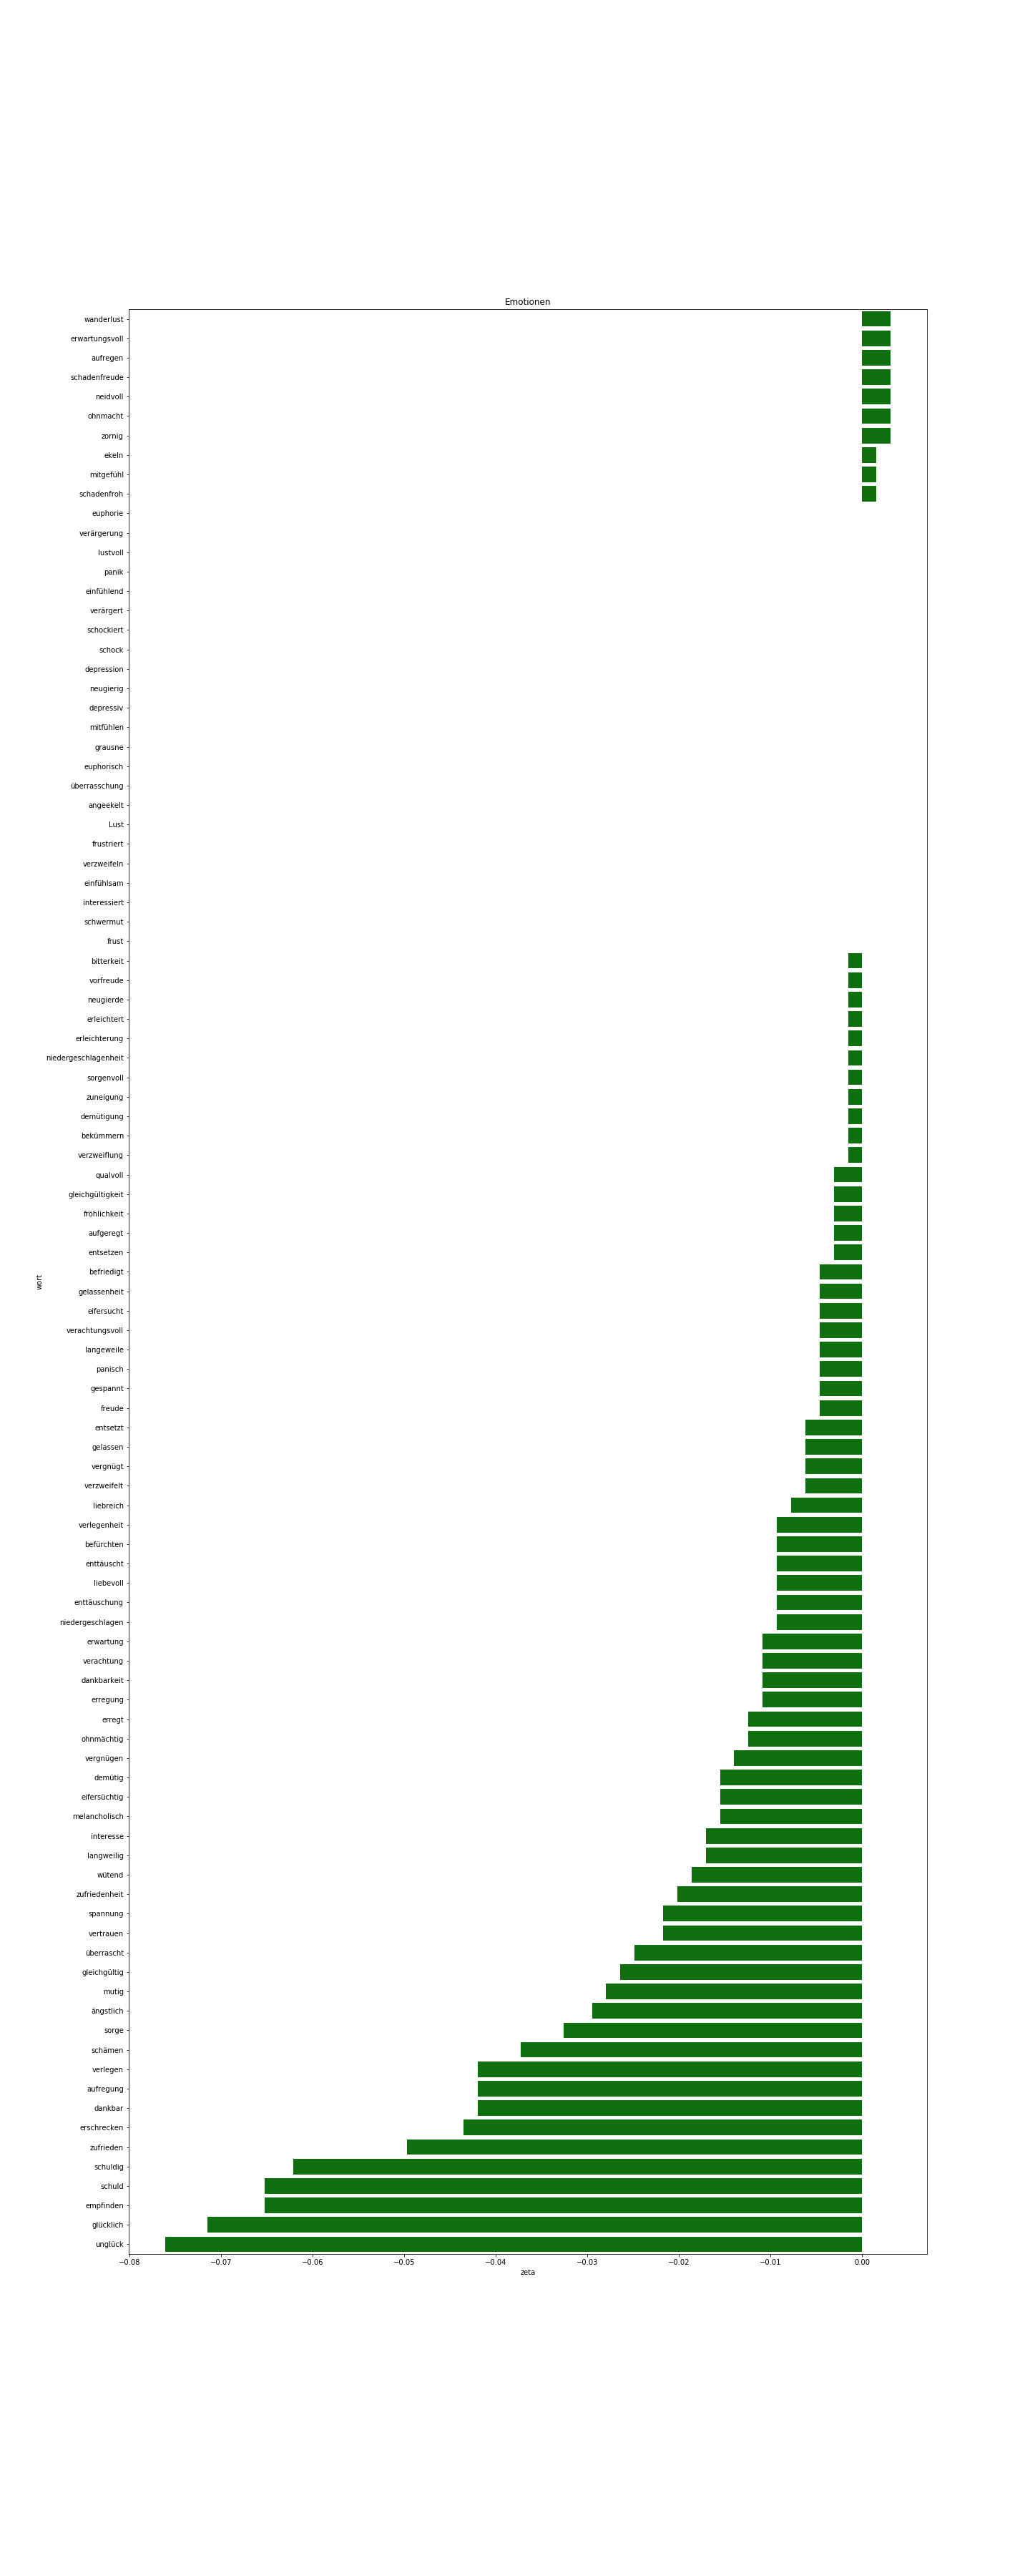 Emotionen
wanderlust
erwartungsvoll
aufregen
schadenfreude
neidvoll
ohnmacht
zornig
ekeln
mitgefühl
schadenfroh
euphorie
verärgerung
lustvoll
panik
einfühlend
verärgert
schockiert
schock
depression
neugierig
depressiv
mitfühlen
grausne
euphorisch
überrasschung
angeekelt
Lust
frustriert
verzweifeln
einfühlsam
interessiert
schwermut
frust
bitterkeit
vorfreude
neugierde
erleichtert
erleichterung
niedergeschlagenheit
sorgenvoll
zuneigung
demütigung
bekümmern
verzweiflung
qualvoll
gleichgültigkeit
fröhlichkeit
aufgeregt
entsetzen
befriedigt
gelassenheit
eifersucht
verachtungsvoll
langeweile
panisch
gespannt
freude
entsetzt
gelassen
vergnügt
verzweifelt
liebreich
verlegenheit
befürchten
enttäuscht
liebevoll
enttäuschung
niedergeschlagen
erwartung
verachtung
dankbarkeit
erregung
erregt
ohnmächtig
vergnügen
demütig
eifersüchtig
melancholisch
interesse
langweilig
wütend
zufriedenheit
spannung
vertrauen
überrascht
gleichgültig
mutig
ängstlich
sorge
schämen
verlegen
aufregung
dankbar
erschrecken
zufrieden
schuldig
schuld
empfinden
glücklich
unglück
wort
−0.08 −0.07 −0.06 −0.05 −0.04 −0.03 −0.02 −0.01 0.00
zeta